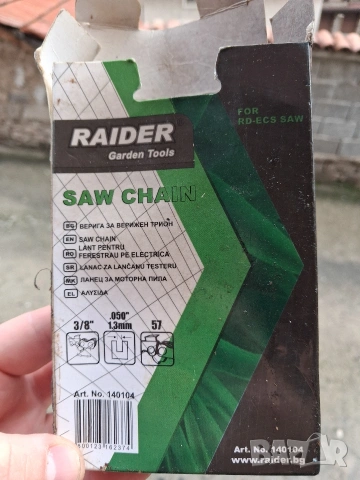 RAIDER
Garden Tools
FOR
RD-ECS SAW
SAW CHAIN
BG ВЕРИГА ЗА ВЕРИЖЕН ТРИОН
EN SAW CHAIN
RO LANT PENTRU
FERESTRAU PE ELECTRICA
SR LANAC ZA LANČANU TESTERU
MK ЛАНЕЦ ЗА МОТОРНА ПИЛА
EL ΑΛΥΣΙΔΑ
3/8" .050" 1.3mm 57
Art. No. 140104
800123162374
Art. No. 140104
www.raider.bg
BAZAR